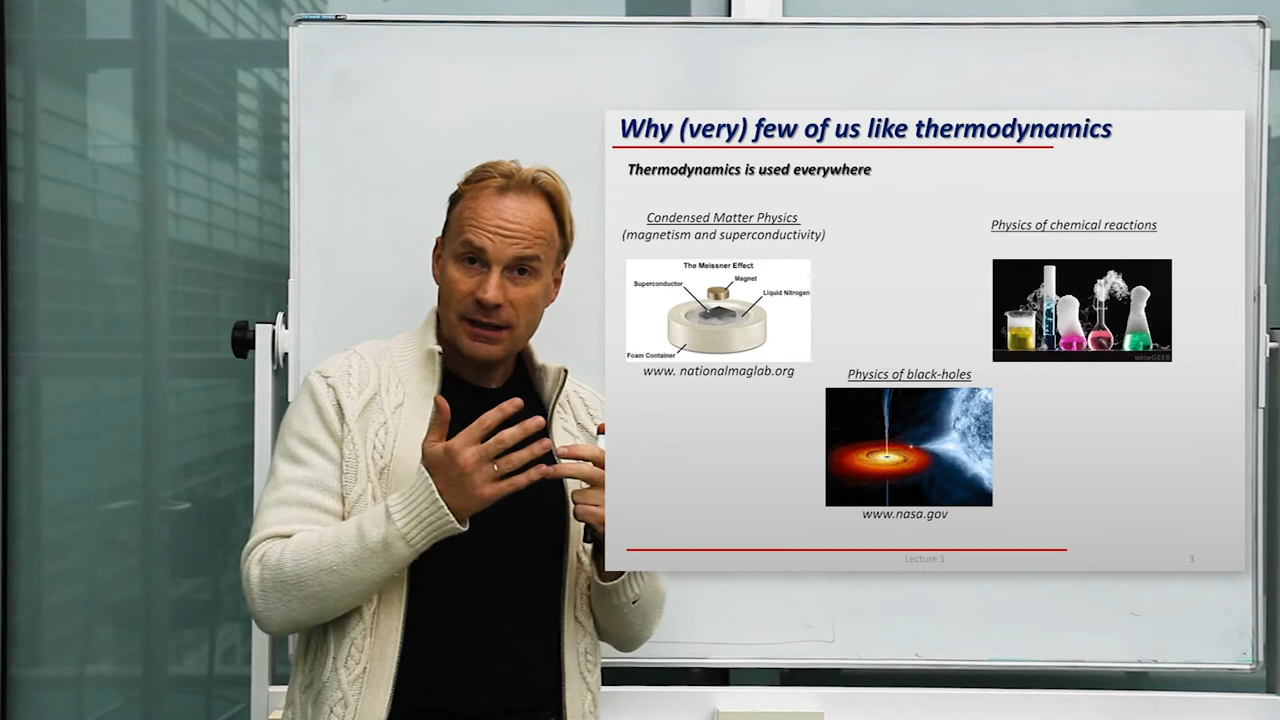 Why (very) few of us like thermodynamics
Thermodynamics is used everywhere
Condensed Matter Physics
(magnetism and superconductivity)
The Meissner Effect
Magnet
Superconductor
Liquid Nitrogen
Foam Container
www. nationalmaglab.org
Physics of chemical reactions
wiseGEEK
Physics of black-holes
www.nasa.gov
Lecture 1
3